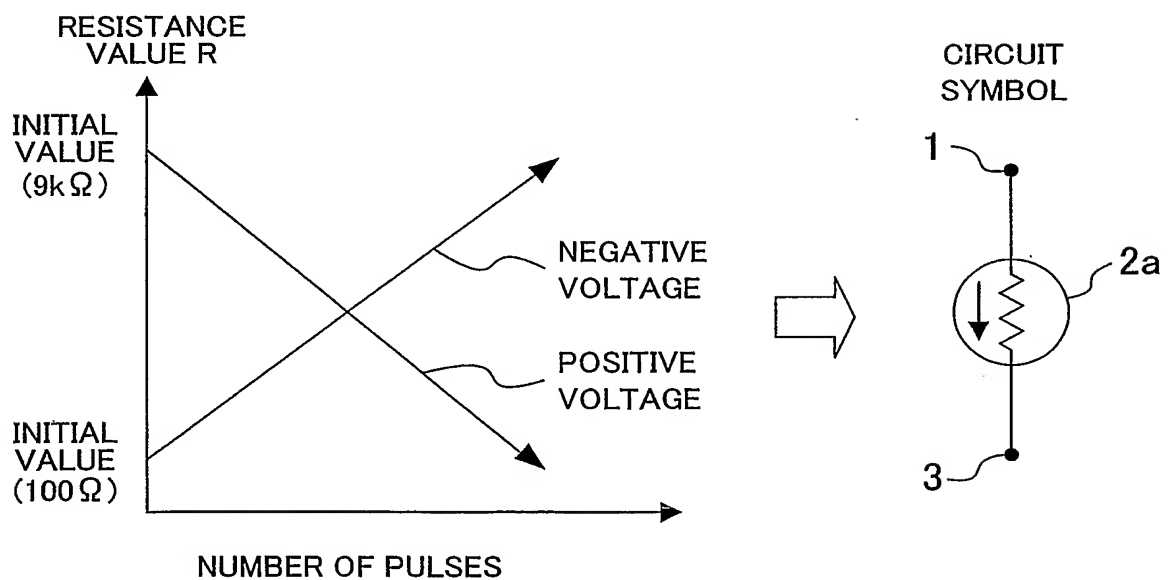 RESISTANCE
VALUE R
INITIAL
VALUE
(9kΩ)
NEGATIVE
VOLTAGE
POSITIVE
VOLTAGE
INITIAL
VALUE
(100Ω)
NUMBER OF PULSES
CIRCUIT
SYMBOL
1
2a
3